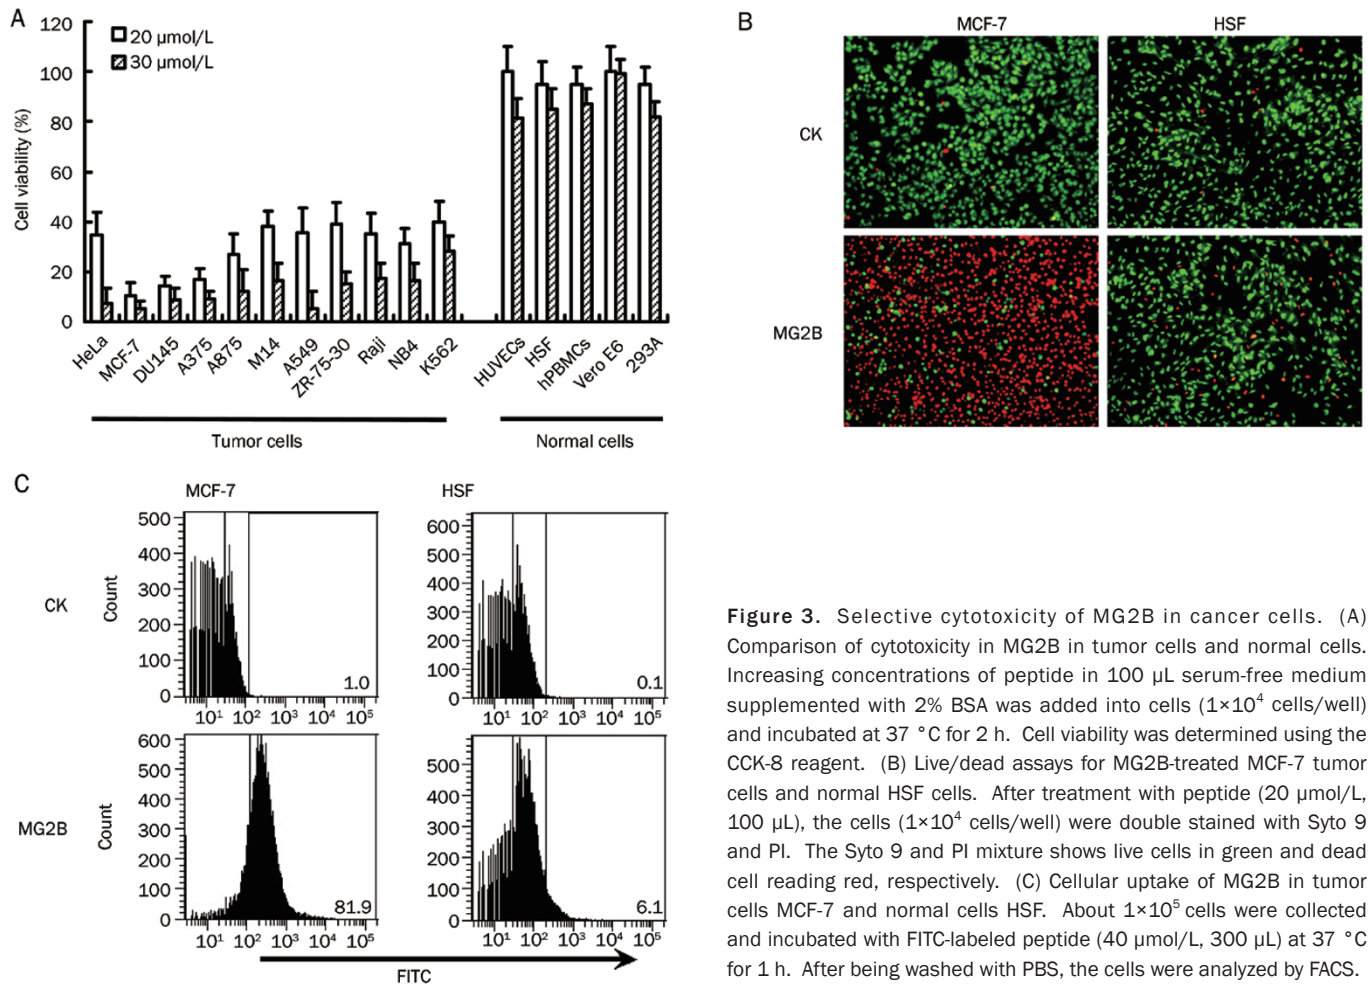 A
120
100
80
60
40
20
0
Cell viability (%)
20 µmol/L
30 µmol/L
HeLa
MCF-7
DU145
A375
A875
M14
A549
ZR-75-30
Raji
NB4
K562
HUVECs
HSF
hPBMCs
Vero E6
293A
Tumor cells
Normal cells
B
MCF-7
HSF
CK
MG2B
C
MCF-7
HSF
CK
Count
500
400
300
200
100
0
1.0
10¹ 10² 10³ 10⁴ 10⁵
600
500
400
300
200
100
0
0.1
10¹ 10² 10³ 10⁴ 10⁵
MG2B
Count
600
500
400
300
200
100
0
81.9
10¹ 10² 10³ 10⁴ 10⁵
500
400
300
200
100
0
6.1
10¹ 10² 10³ 10⁴ 10⁵
FITC
Figure 3. Selective cytotoxicity of MG2B in cancer cells. (A)
Comparison of cytotoxicity in MG2B in tumor cells and normal cells.
Increasing concentrations of peptide in 100 µL serum-free medium
supplemented with 2% BSA was added into cells (1×10⁴ cells/well)
and incubated at 37 °C for 2 h. Cell viability was determined using the
CCK-8 reagent. (B) Live/dead assays for MG2B-treated MCF-7 tumor
cells and normal HSF cells. After treatment with peptide (20 µmol/L,
100 µL), the cells (1×10⁴ cells/well) were double stained with Syto 9
and PI. The Syto 9 and PI mixture shows live cells in green and dead
cell reading red, respectively. (C) Cellular uptake of MG2B in tumor
cells MCF-7 and normal cells HSF. About 1×10⁵ cells were collected
and incubated with FITC-labeled peptide (40 µmol/L, 300 µL) at 37 °C
for 1 h. After being washed with PBS, the cells were analyzed by FACS.